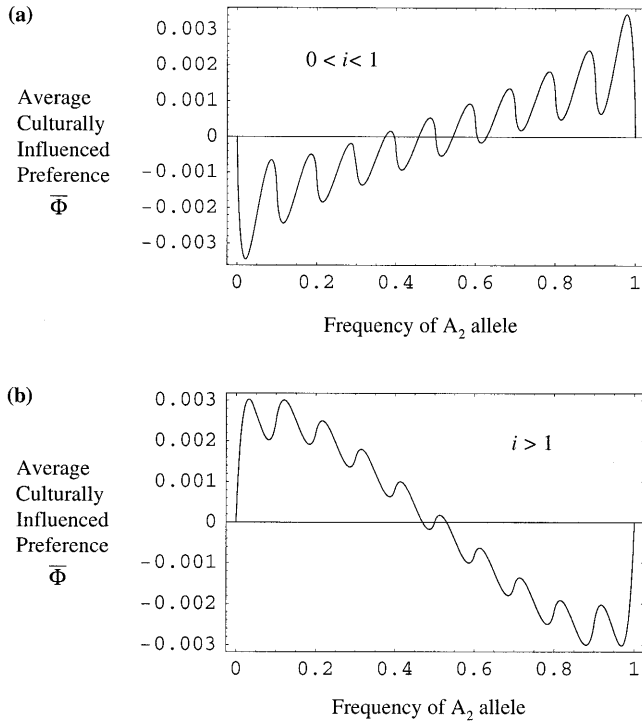 (a)
0.003
0.002
0.001
0
-0.001
-0.002
-0.003
Average
Culturally
Influenced
Preference
Φ̅
0 < i < 1
0 0.2 0.4 0.6 0.8 1
Frequency of A₂ allele
(b)
0.003
0.002
0.001
0
-0.001
-0.002
-0.003
Average
Culturally
Influenced
Preference
Φ̅
i > 1
0 0.2 0.4 0.6 0.8 1
Frequency of A₂ allele